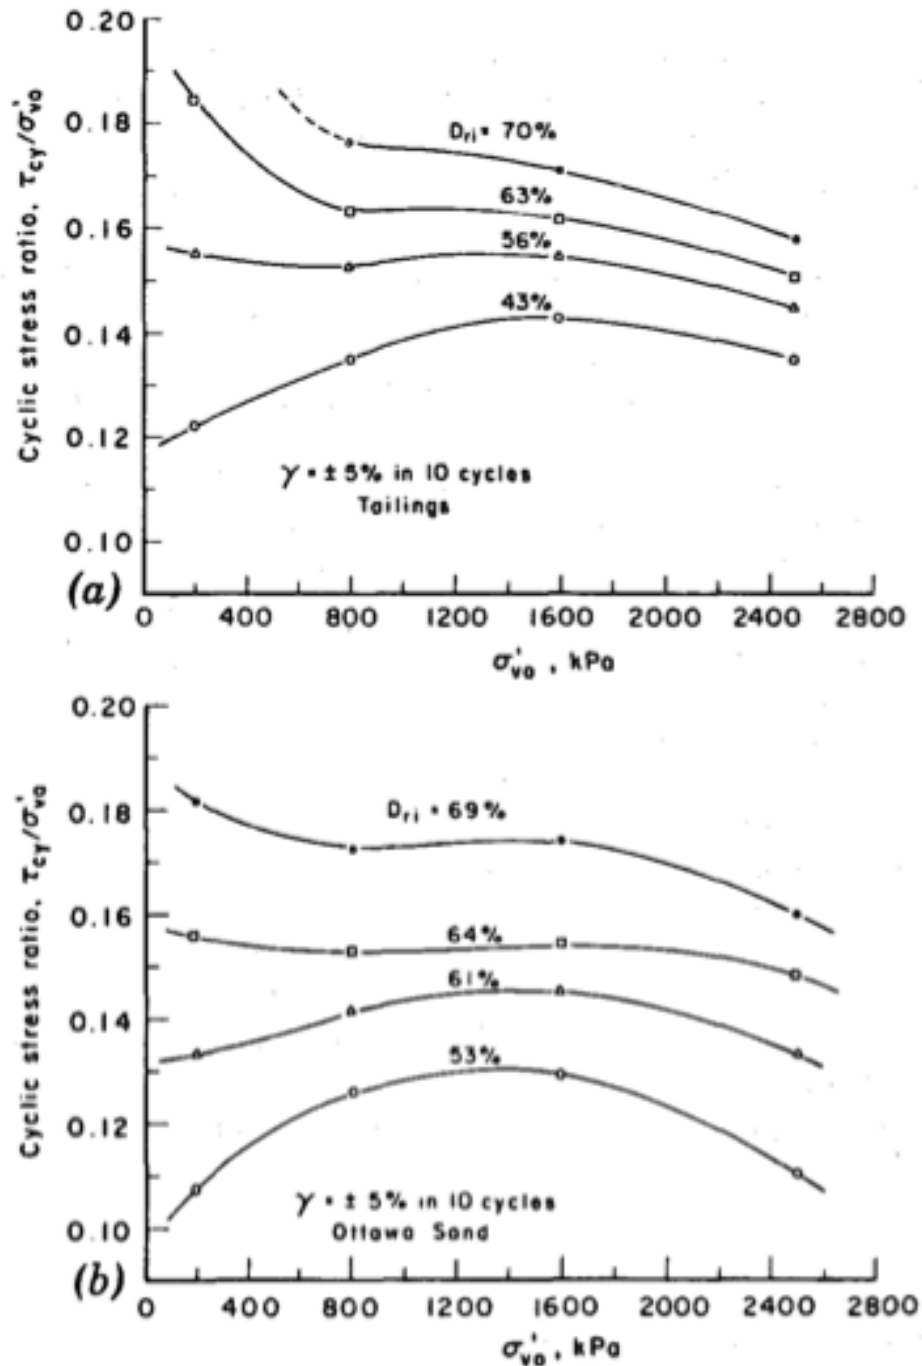 0.20
0.18
0.16
0.14
0.12
0.10
Cyclic stress ratio, τcy/σ'vo
Dri = 70%
63%
56%
43%
γ = ± 5% in 10 cycles
Tailings
(a)
0 400 800 1200 1600 2000 2400 2800
σ'vo , kPa
0.20
0.18
0.16
0.14
0.12
0.10
Cyclic stress ratio, τcy/σ'vo
Dri = 69%
64%
61%
53%
γ = ± 5% in 10 cycles
Ottawa Sand
(b)
0 400 800 1200 1600 2000 2400 2800
σ'vo , kPa